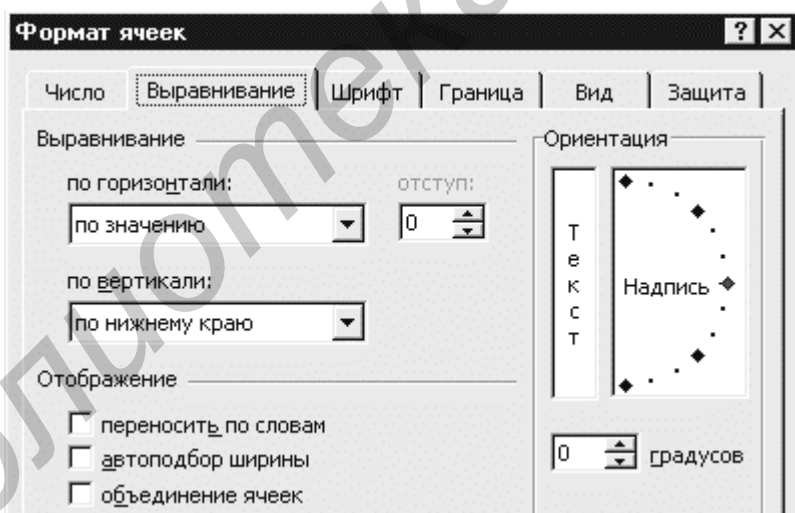 Формат ячеек
Число Выравнивание Шрифт Граница Вид Защита
Выравнивание
по горизонтали: отступ:
по значению 0
по вертикали:
по нижнему краю
Отображение
переносить по словам
автоподбор ширины
объединение ячеек
Ориентация
Текст
Надпись
0 градусов